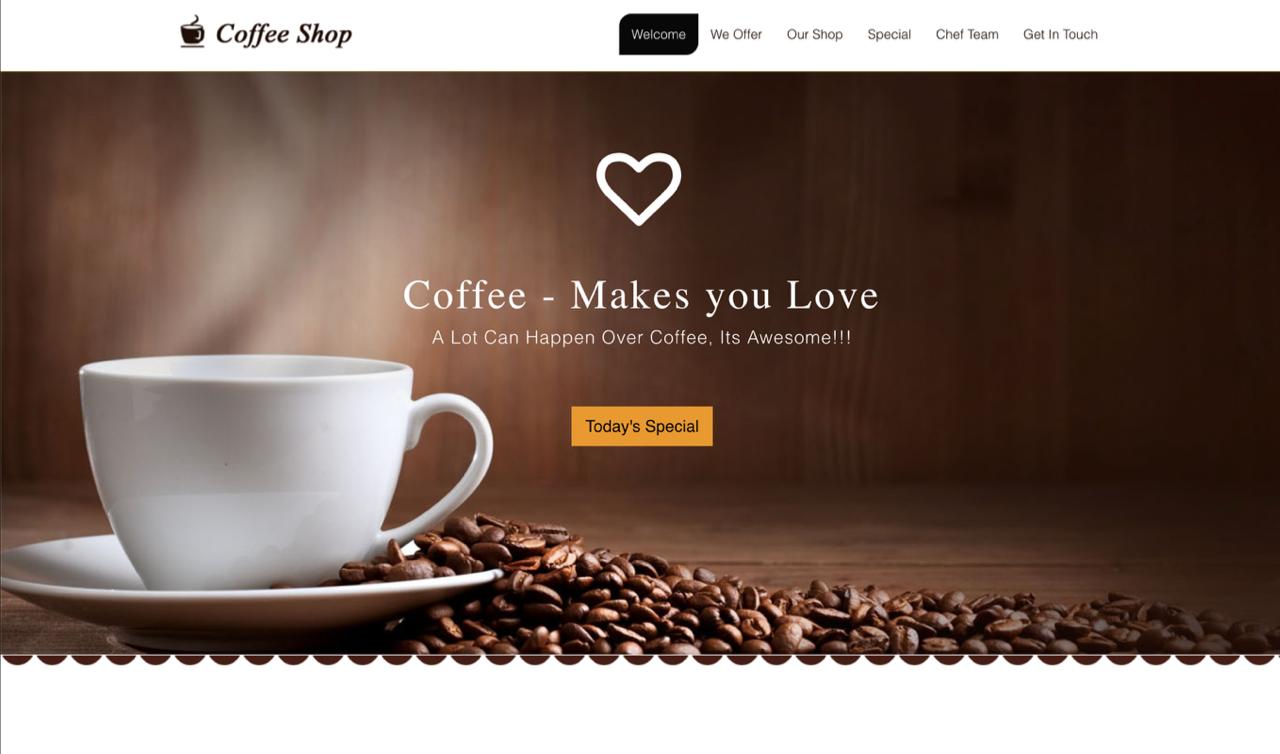 Coffee Shop
Welcome We Offer Our Shop Special Chef Team Get In Touch
Coffee - Makes you Love
A Lot Can Happen Over Coffee, Its Awesome!!!
Today's Special